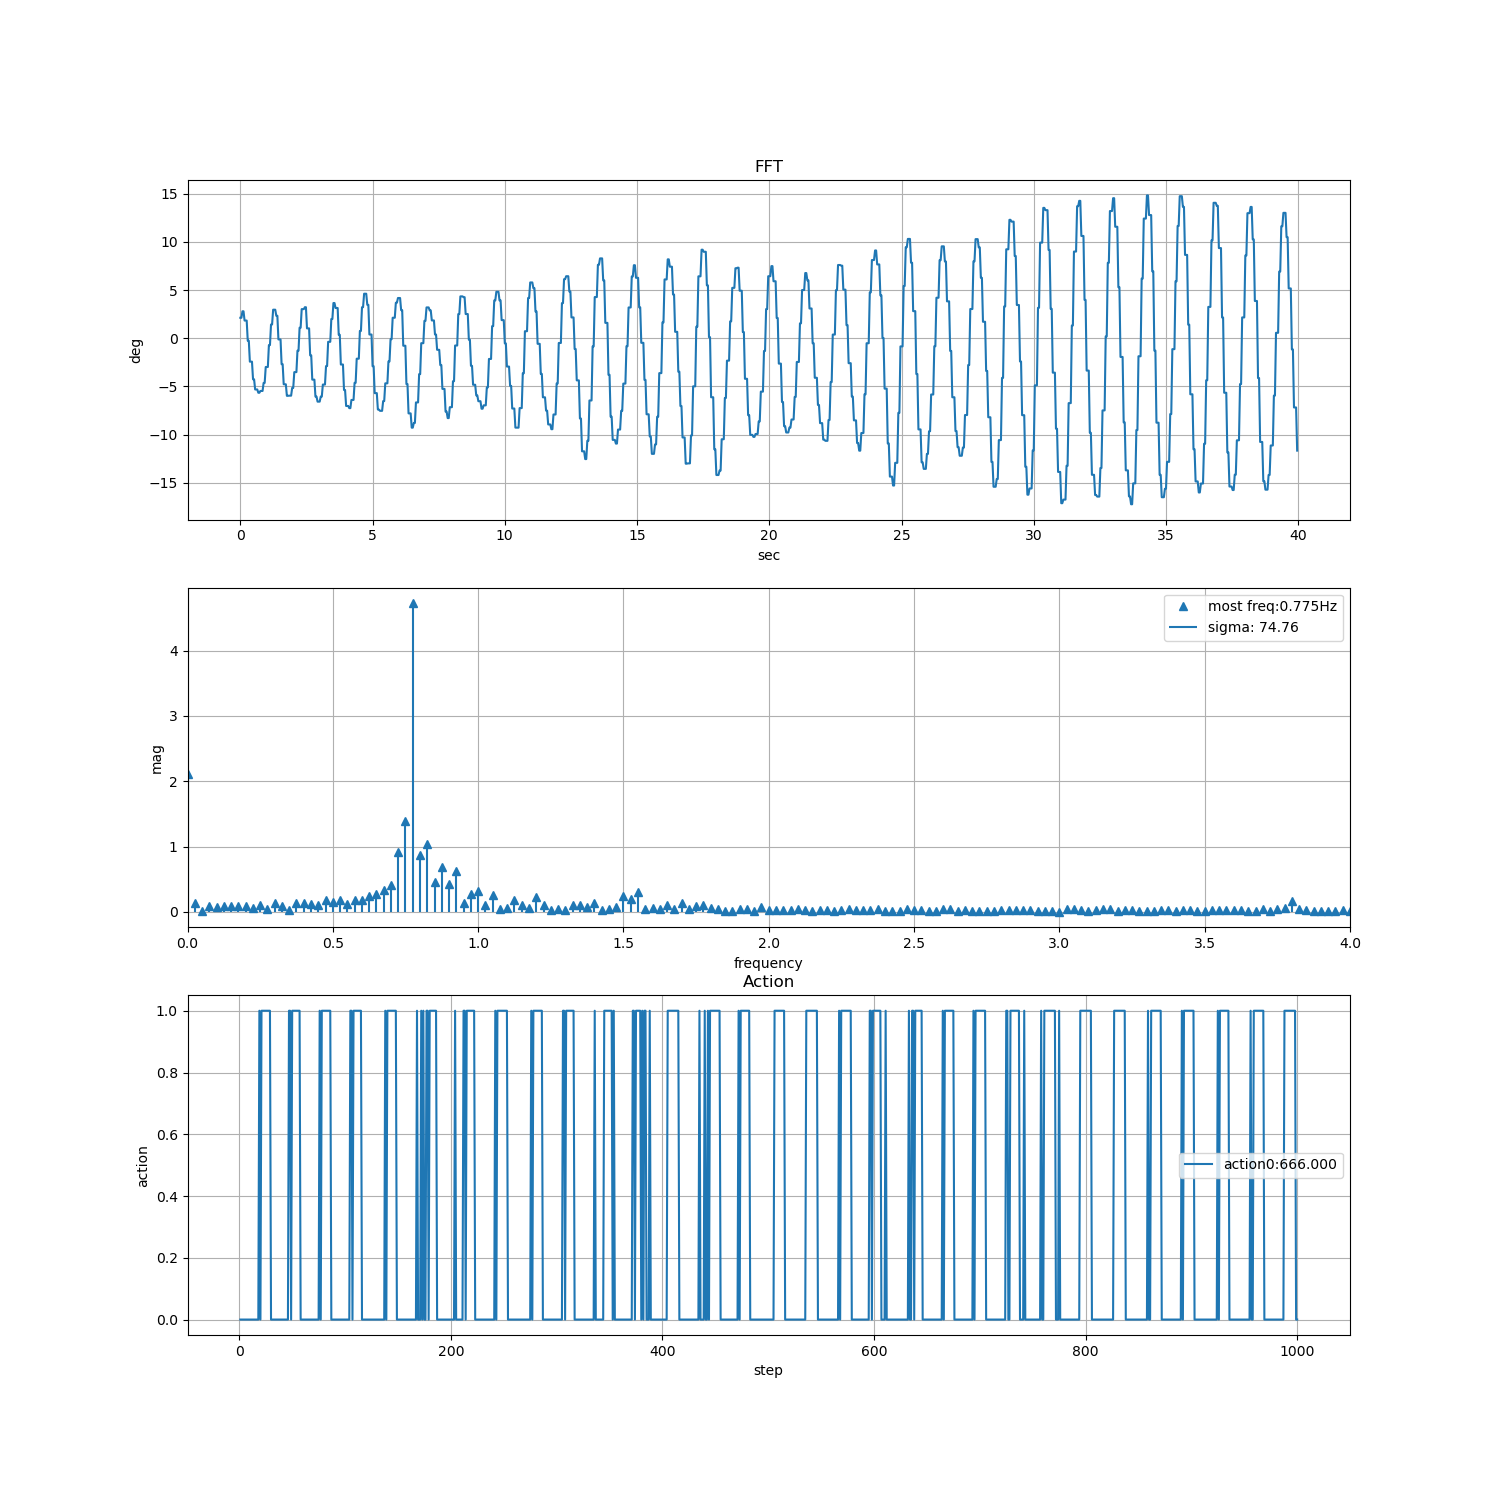 FFT
15
10
5
0
−5
−10
−15
deg
0 5 10 15 20 25 30 35 40
sec
most freq:0.775Hz
sigma: 74.76
4
3
2
1
0
mag
0.0 0.5 1.0 1.5 2.0 2.5 3.0 3.5 4.0
frequency
Action
1.0
0.8
0.6
0.4
0.2
0.0
action
action0:666.000
0 200 400 600 800 1000
step